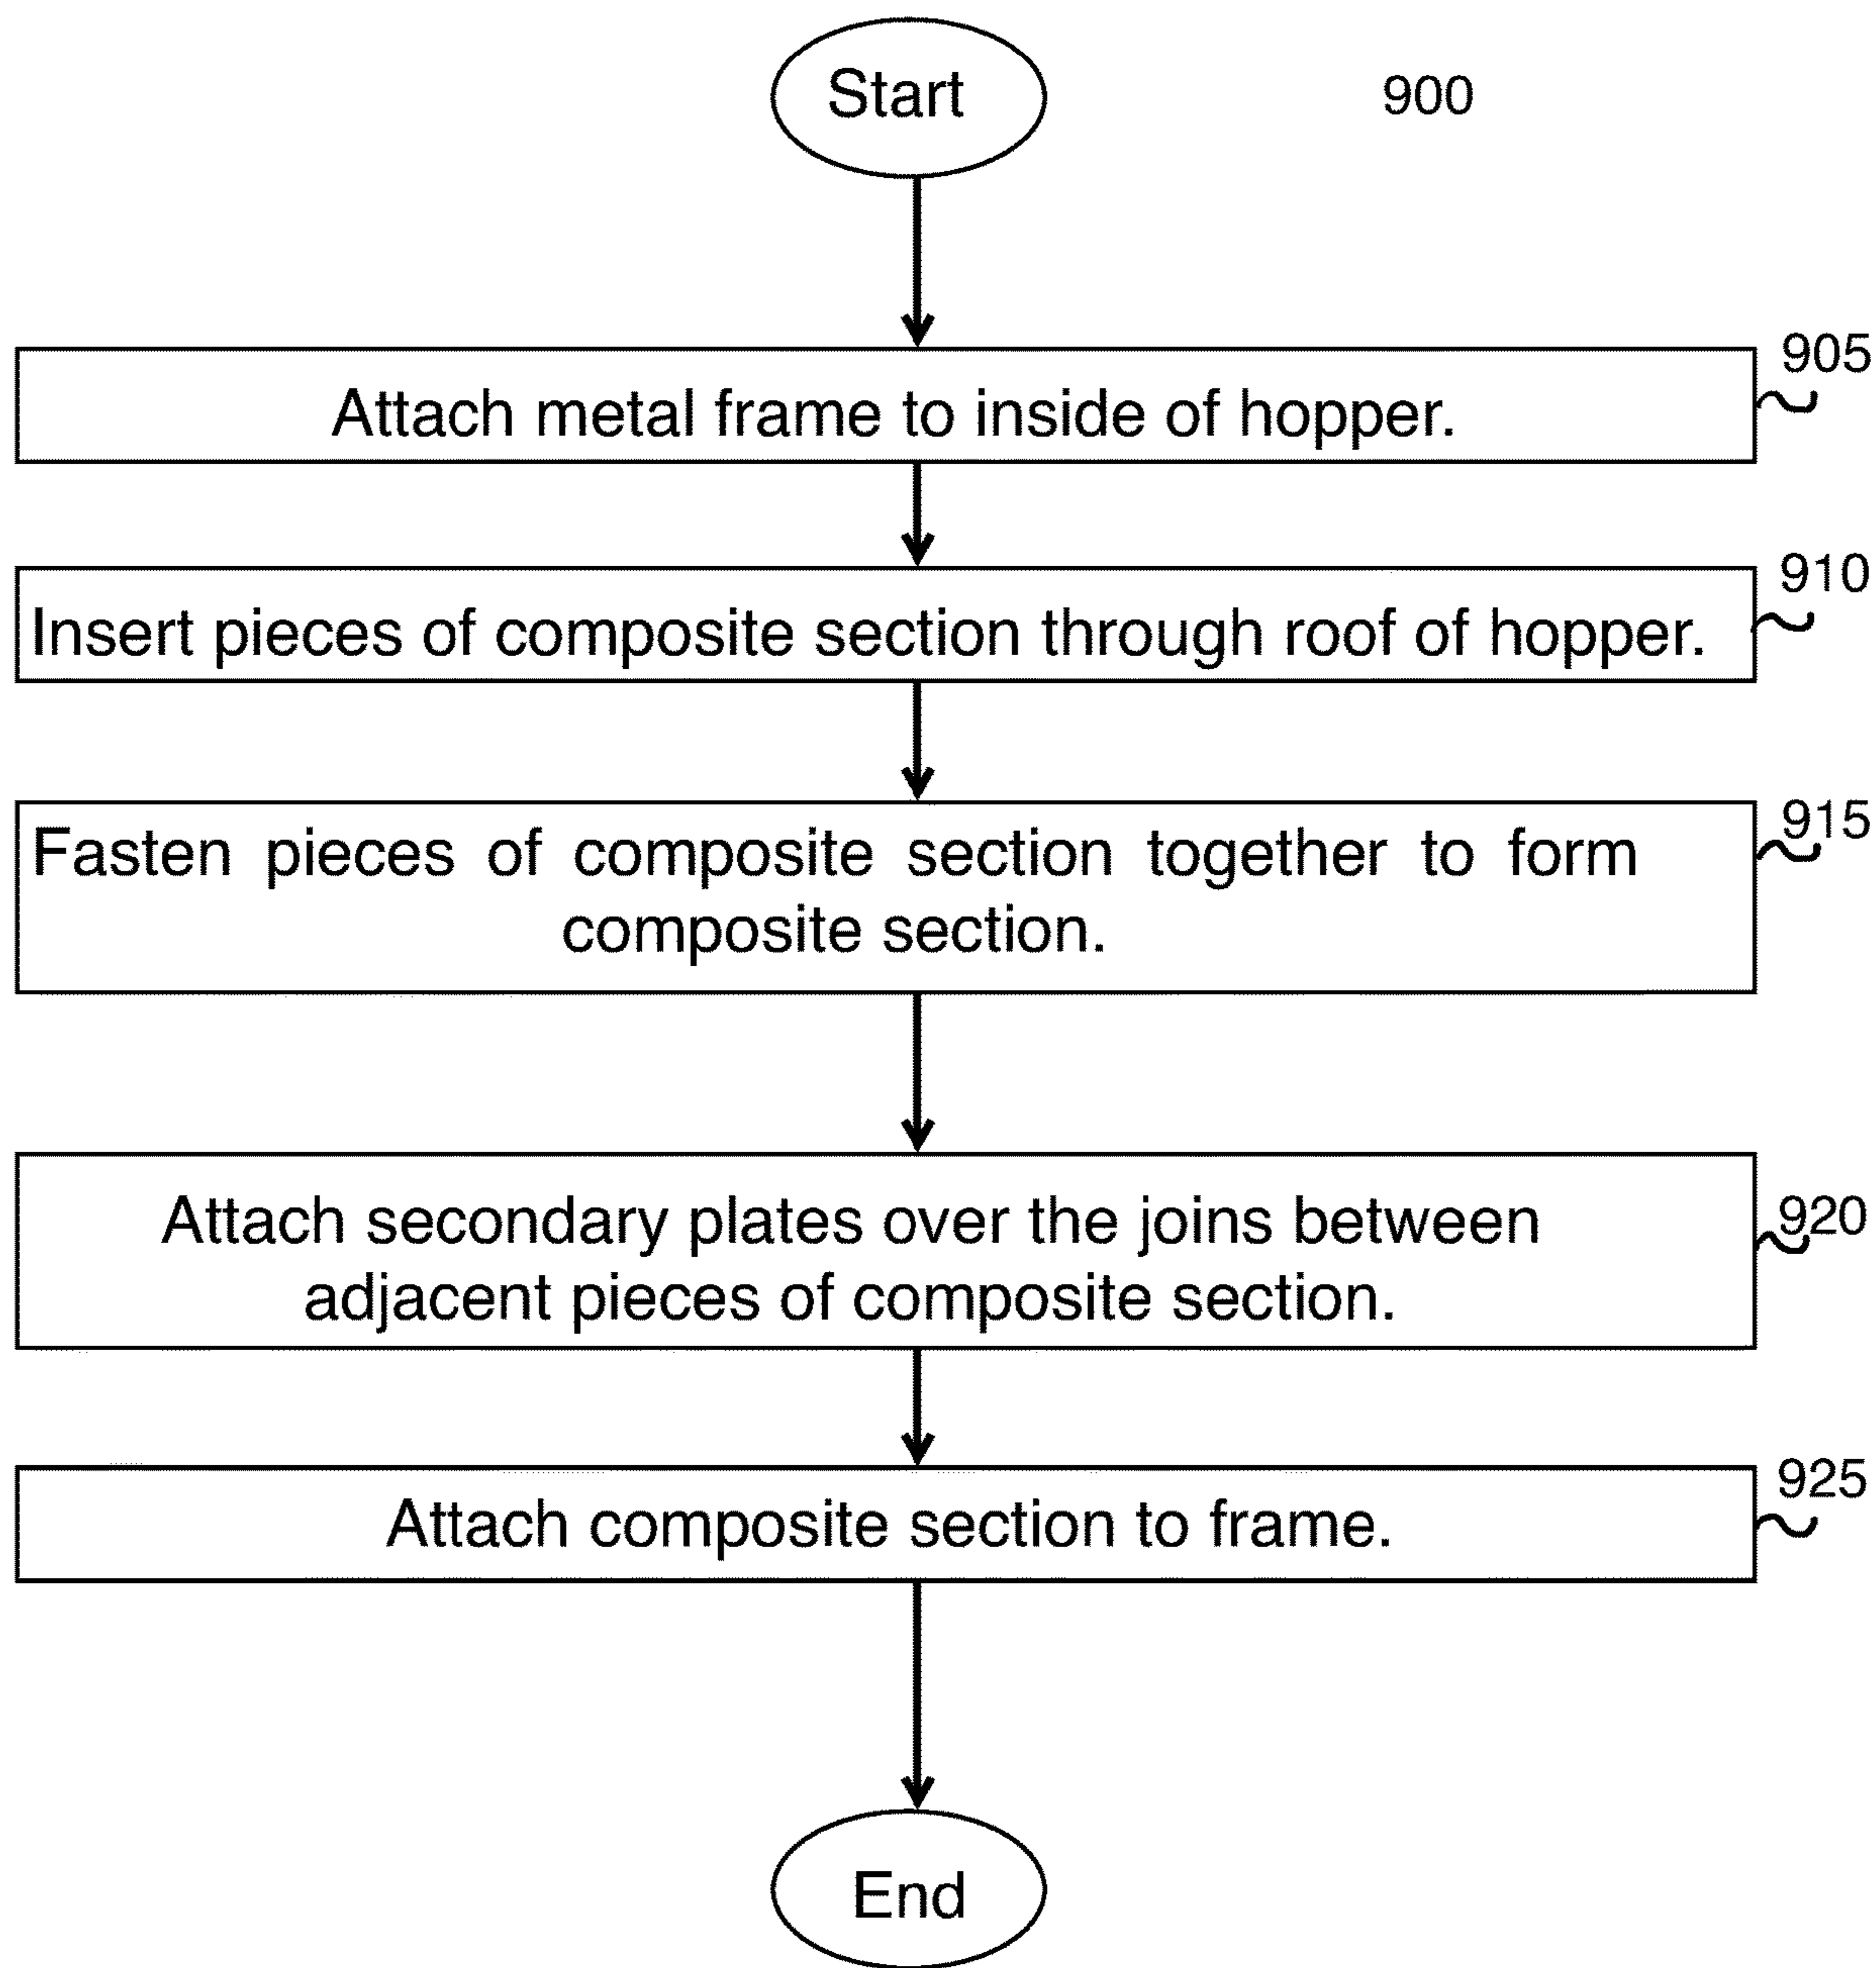 Start
900
905
Attach metal frame to inside of hopper.
910
Insert pieces of composite section through roof of hopper.
915
Fasten pieces of composite section together to form
composite section.
920
Attach secondary plates over the joins between
adjacent pieces of composite section.
925
Attach composite section to frame.
End